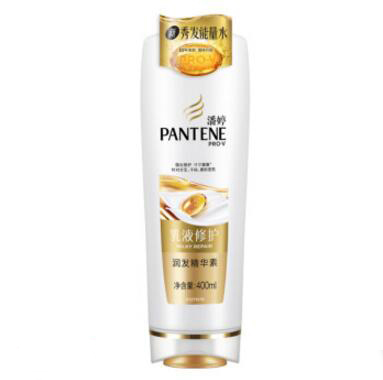 新 秀发能量水
PRO-V
潘婷
PANTENE
PRO-V
乳液修护
MILKY REPAIR
润发精华素
净含量:400ml